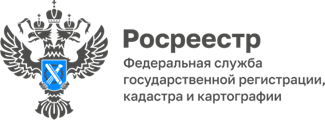 Росреестр
Федеральная служба
государственной регистрации,
кадастра и картографии